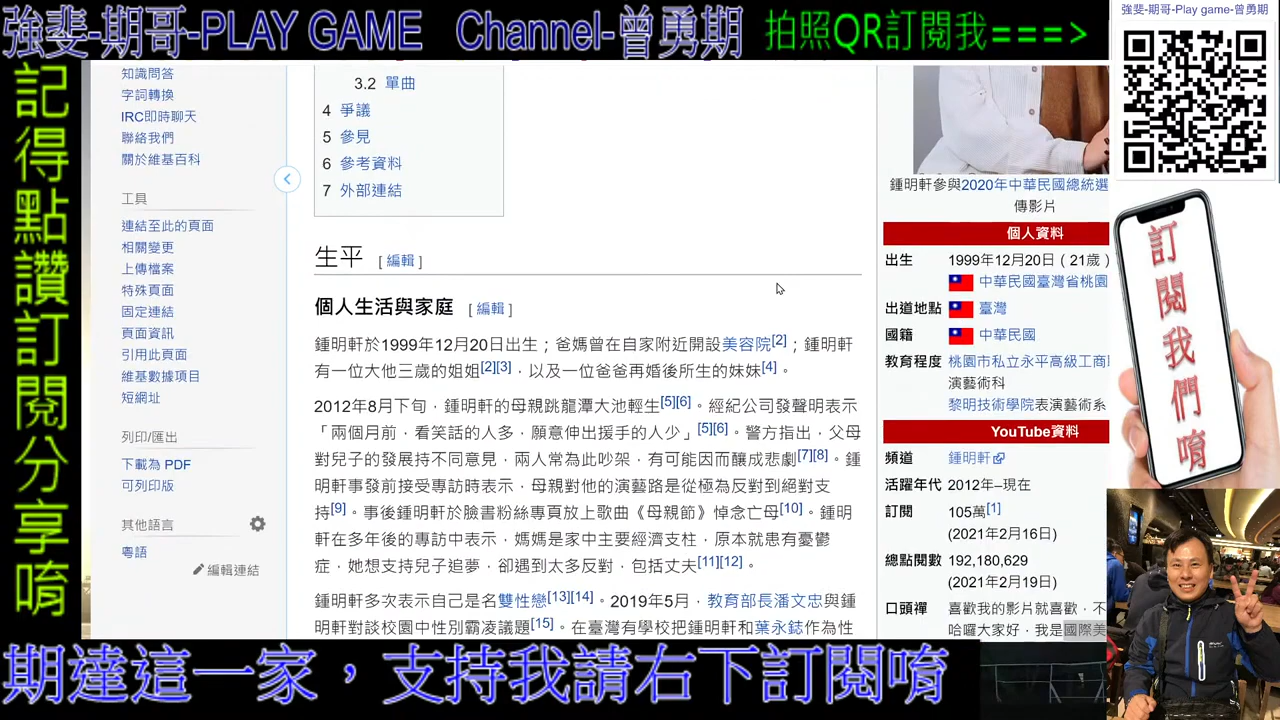 強斐-期哥-PLAY GAME Channel-曾勇期 拍照QR訂閱我===>
強斐-期哥-Play game-曾勇期
記得點讚訂閱分享唷
知識問答
字詞轉換
IRC即時聊天
聯絡我們
關於維基百科
工具
連結至此的頁面
相關變更
上傳檔案
特殊頁面
固定連結
頁面資訊
引用此頁面
維基數據項目
短網址
列印/匯出
下載為 PDF
可列印版
其他語言
粵語
編輯連結
3.2 單曲
4 爭議
5 參見
6 參考資料
7 外部連結
生平 [編輯]
個人生活與家庭 [編輯]
鍾明軒於1999年12月20日出生；爸媽曾在自家附近開設美容院[2]；鍾明軒
有一位大他三歲的姐姐[2][3]，以及一位爸爸再婚後所生的妹妹[4]。
2012年8月下旬，鍾明軒的母親跳龍潭大池輕生[5][6]。經紀公司發聲明表示
「兩個月前，看笑話的人多，願意伸出援手的人少」[5][6]。警方指出，父母
對兒子的發展持不同意見，兩人常為此吵架，有可能因而釀成悲劇[7][8]。鍾
明軒事發前接受專訪時表示，母親對他的演藝路是從極為反對到絕對支
持[9]。事後鍾明軒於臉書粉絲專頁放上歌曲《母親節》悼念亡母[10]。鍾明
軒在多年後的專訪中表示，媽媽是家中主要經濟支柱，原本就患有憂鬱
症，她想支持兒子追夢，卻遇到太多反對，包括丈夫[11][12]。
鍾明軒多次表示自己是名雙性戀[13][14]。2019年5月，教育部長潘文忠與鍾
明軒對談校園中性別霸凌議題[15]。在臺灣有學校把鍾明軒和葉永鋕作為性
鍾明軒參與2020年中華民國總統選
傳影片
個人資料
出生 1999年12月20日（21歲）
中華民國臺灣省桃園
出道地點 臺灣
國籍 中華民國
教育程度 桃園市私立永平高級工商
演藝術科
黎明技術學院表演藝術系
YouTube資料
頻道 鍾明軒
活躍年代 2012年–現在
訂閱 105萬[1]
(2021年2月16日)
總點閱數 192,180,629
(2021年2月19日)
口頭禪 喜歡我的影片就喜歡，不
哈囉大家好，我是國際美
訂閱我們唷
期達這一家，支持我請右下訂閱唷